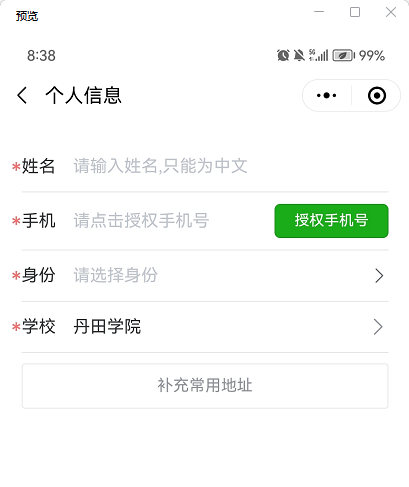 预览
8:38 5G 99%
个人信息
*姓名 请输入姓名,只能为中文
*手机 请点击授权手机号 授权手机号
*身份 请选择身份
*学校 丹田学院
补充常用地址